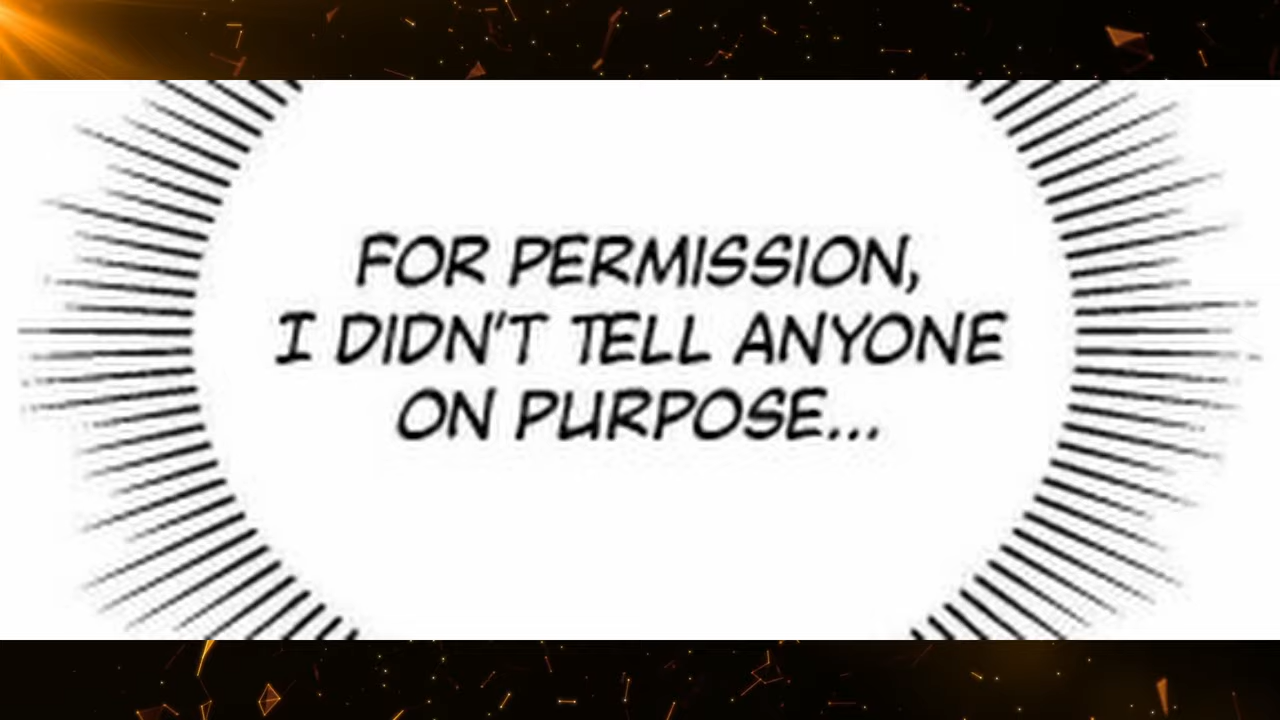 FOR PERMISSION,
I DIDN'T TELL ANYONE
ON PURPOSE...